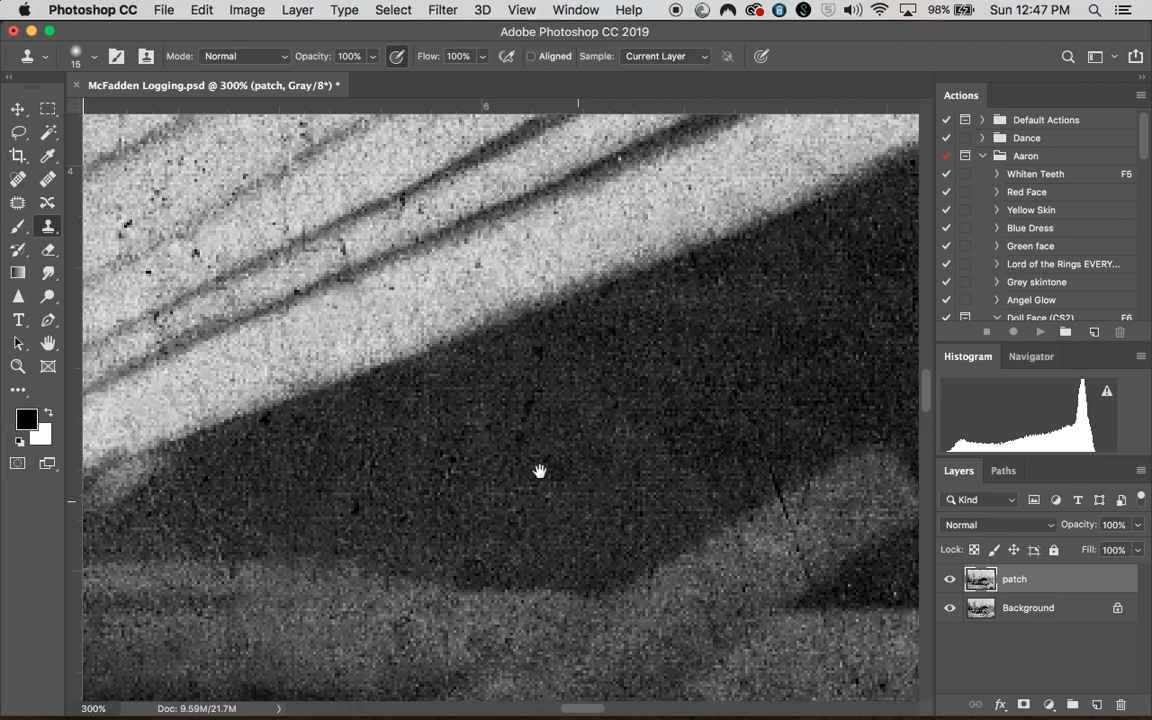 Photoshop CC File Edit Image Layer Type Select Filter 3D View Window Help 98% Sun 12:47 PM
Adobe Photoshop CC 2019
15 Mode: Normal Opacity: 100% Flow: 100% Aligned Sample: Current Layer
× McFadden Logging.psd @ 300% (patch, Gray/8*) *
Actions
6
4
Default Actions
Dance
Aaron
Whiten Teeth F5
Red Face
Yellow Skin
Blue Dress
Green face
Lord of the Rings EVERY...
Grey skintone
Angel Glow
Doll Face (CS2) F6
Histogram Navigator
Layers Paths
Kind
Normal Opacity: 100%
Lock: Fill: 100%
patch
Background
300% Doc: 9.59M/21.7M
fx